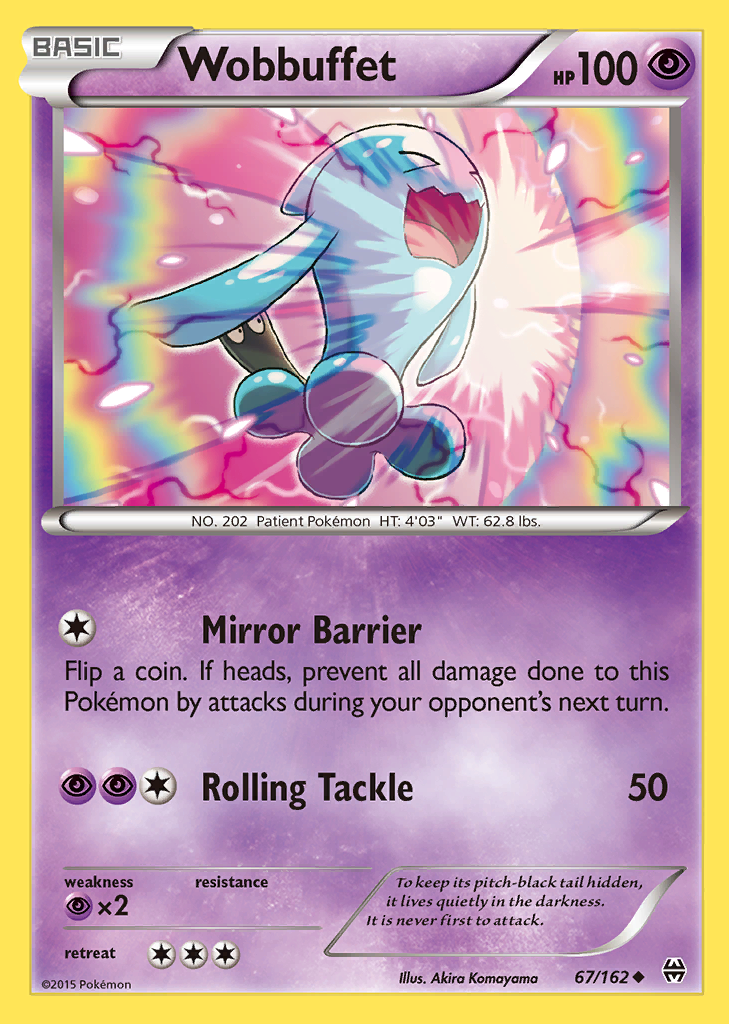 BASIC
Wobbuffet
HP100
NO. 202 Patient Pokémon HT: 4'03" WT: 62.8 lbs.
Mirror Barrier
Flip a coin. If heads, prevent all damage done to this
Pokémon by attacks during your opponent's next turn.
Rolling Tackle 50
weakness resistance
×2
To keep its pitch-black tail hidden,
it lives quietly in the darkness.
It is never first to attack.
retreat
©2015 Pokémon
Illus. Akira Komayama
67/162